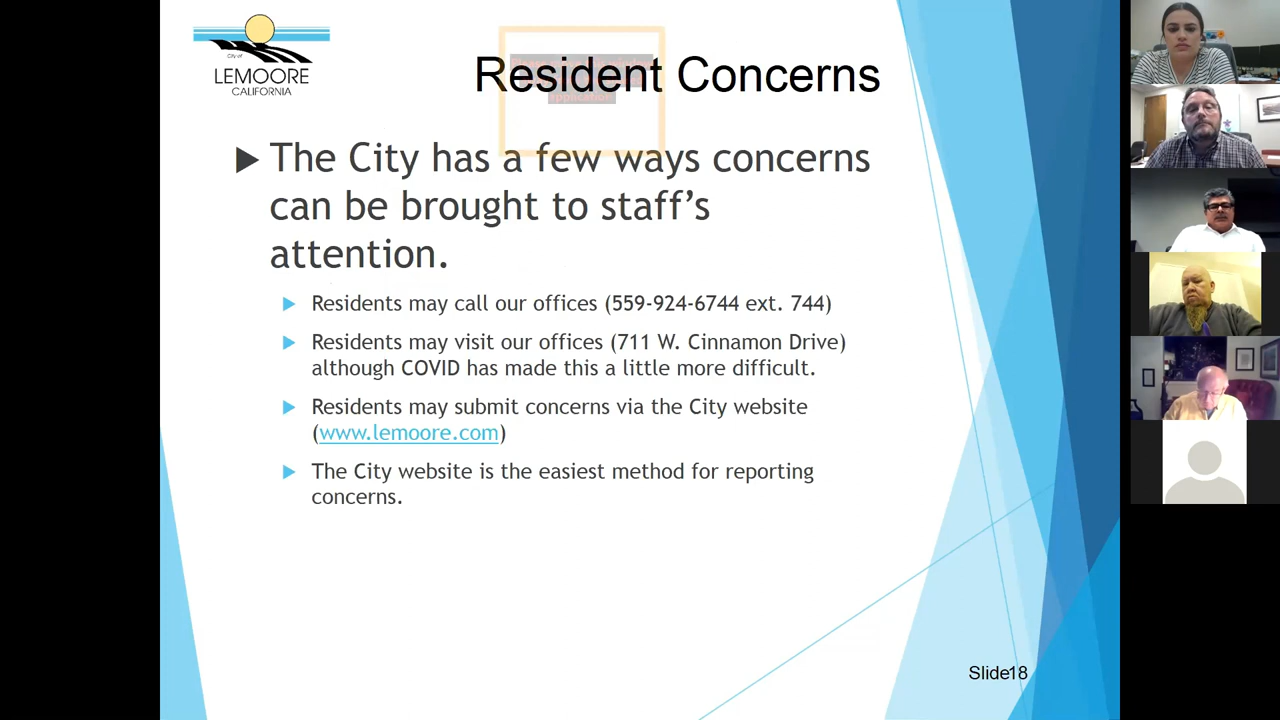 City of
LEMOORE
CALIFORNIA
Resident Concerns
The City has a few ways concerns
can be brought to staff’s
attention.
Residents may call our offices (559-924-6744 ext. 744)
Residents may visit our offices (711 W. Cinnamon Drive)
although COVID has made this a little more difficult.
Residents may submit concerns via the City website
(www.lemoore.com)
The City website is the easiest method for reporting
concerns.
Slide18